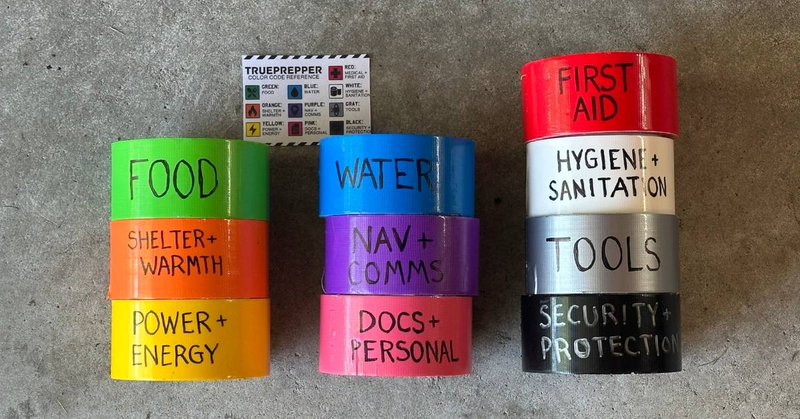 TRUEPREPPER
COLOR CODE REFERENCE
RED:
MEDICAL +
FIRST AID
GREEN:
FOOD
BLUE:
WATER
WHITE:
HYGIENE +
SANITATION
ORANGE:
SHELTER +
WARMTH
PURPLE:
NAV +
COMMS
GRAY:
TOOLS
YELLOW:
POWER +
ENERGY
PINK:
DOCS +
PERSONAL
BLACK:
SECURITY +
PROTECTION
FOOD
SHELTER +
WARMTH
POWER +
ENERGY
WATER
NAV +
COMMS
DOCS +
PERSONAL
FIRST
AID
HYGIENE +
SANITATION
TOOLS
SECURITY +
PROTECTION